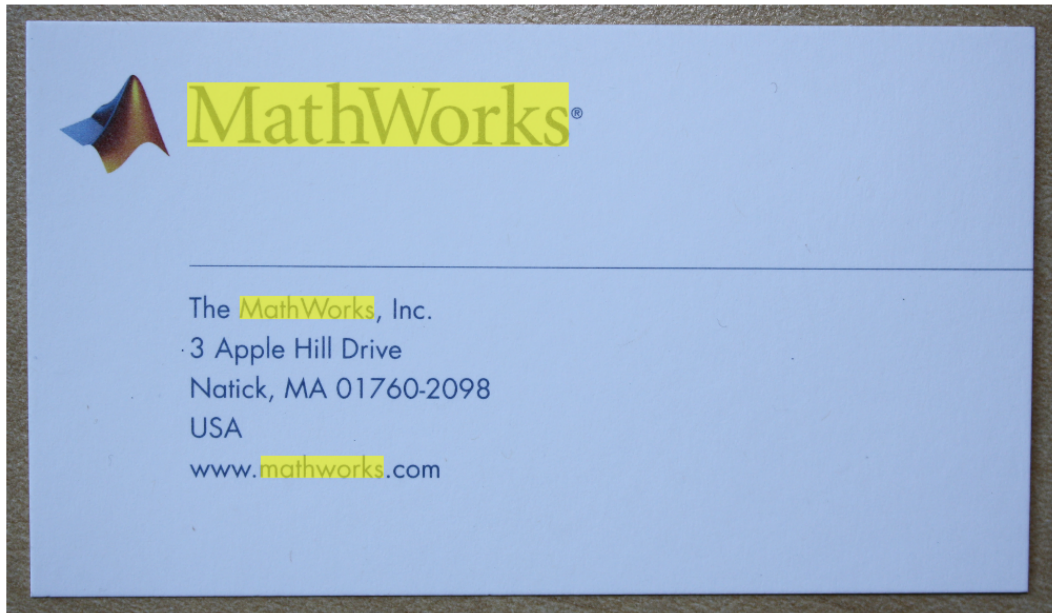 MathWorks®
The MathWorks, Inc.
3 Apple Hill Drive
Natick, MA 01760-2098
USA
www.mathworks.com